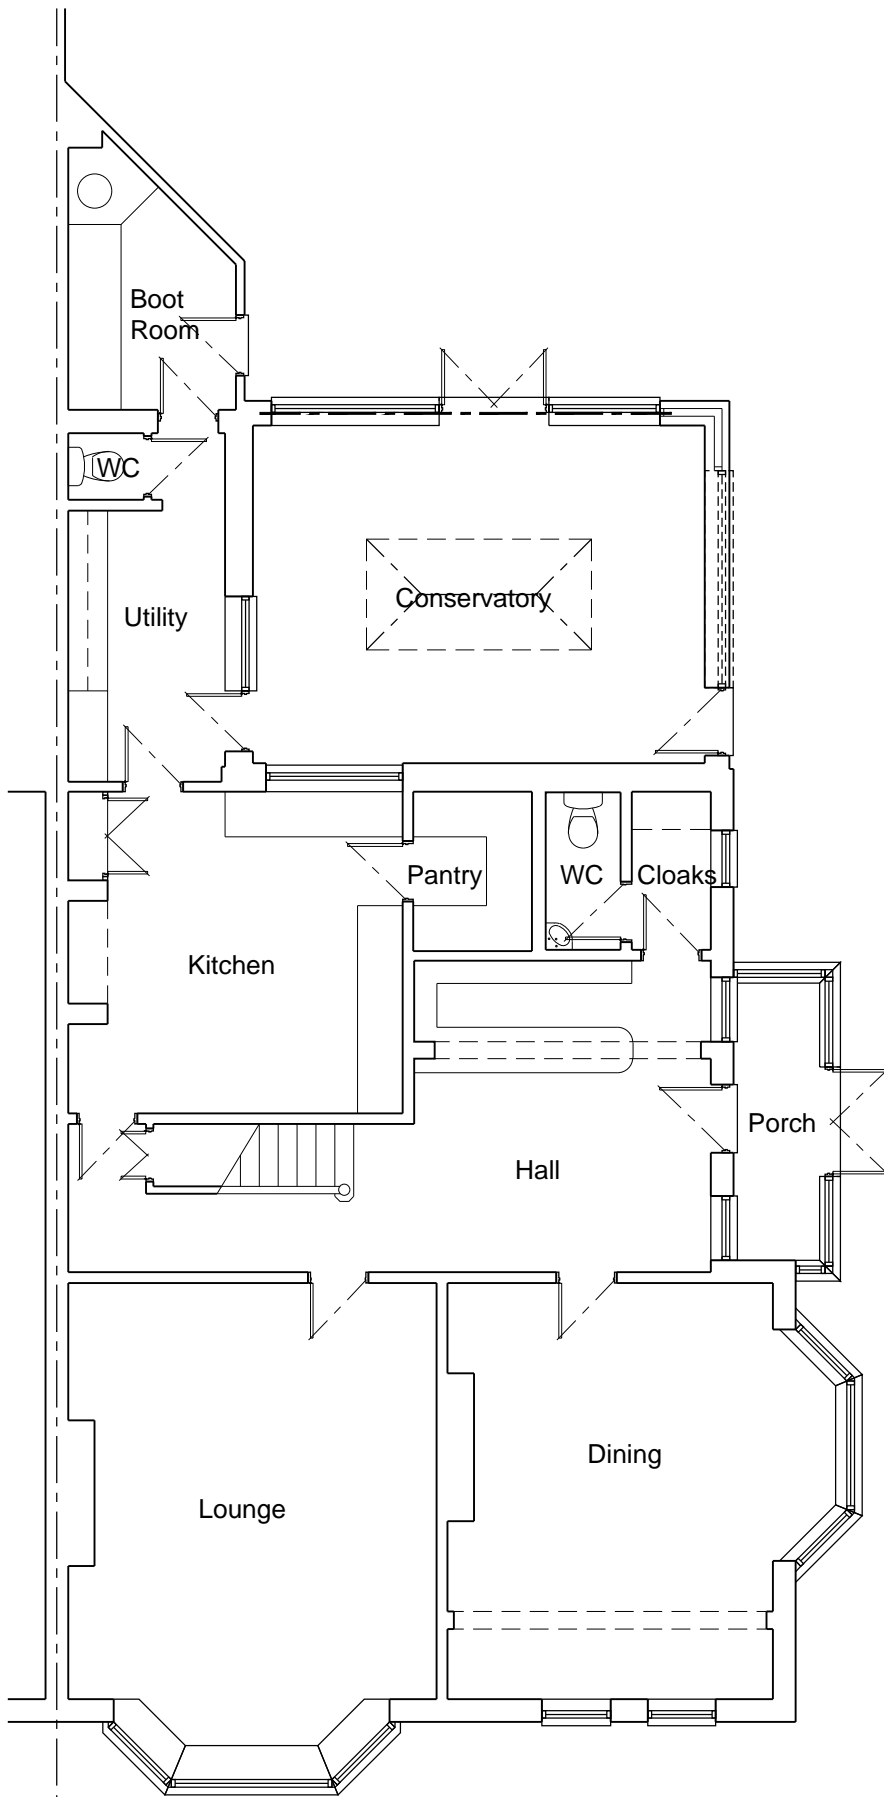 Boot
Room
WC
Utility
Conservatory
Pantry
WC
Cloaks
Kitchen
Porch
Hall
Dining
Lounge